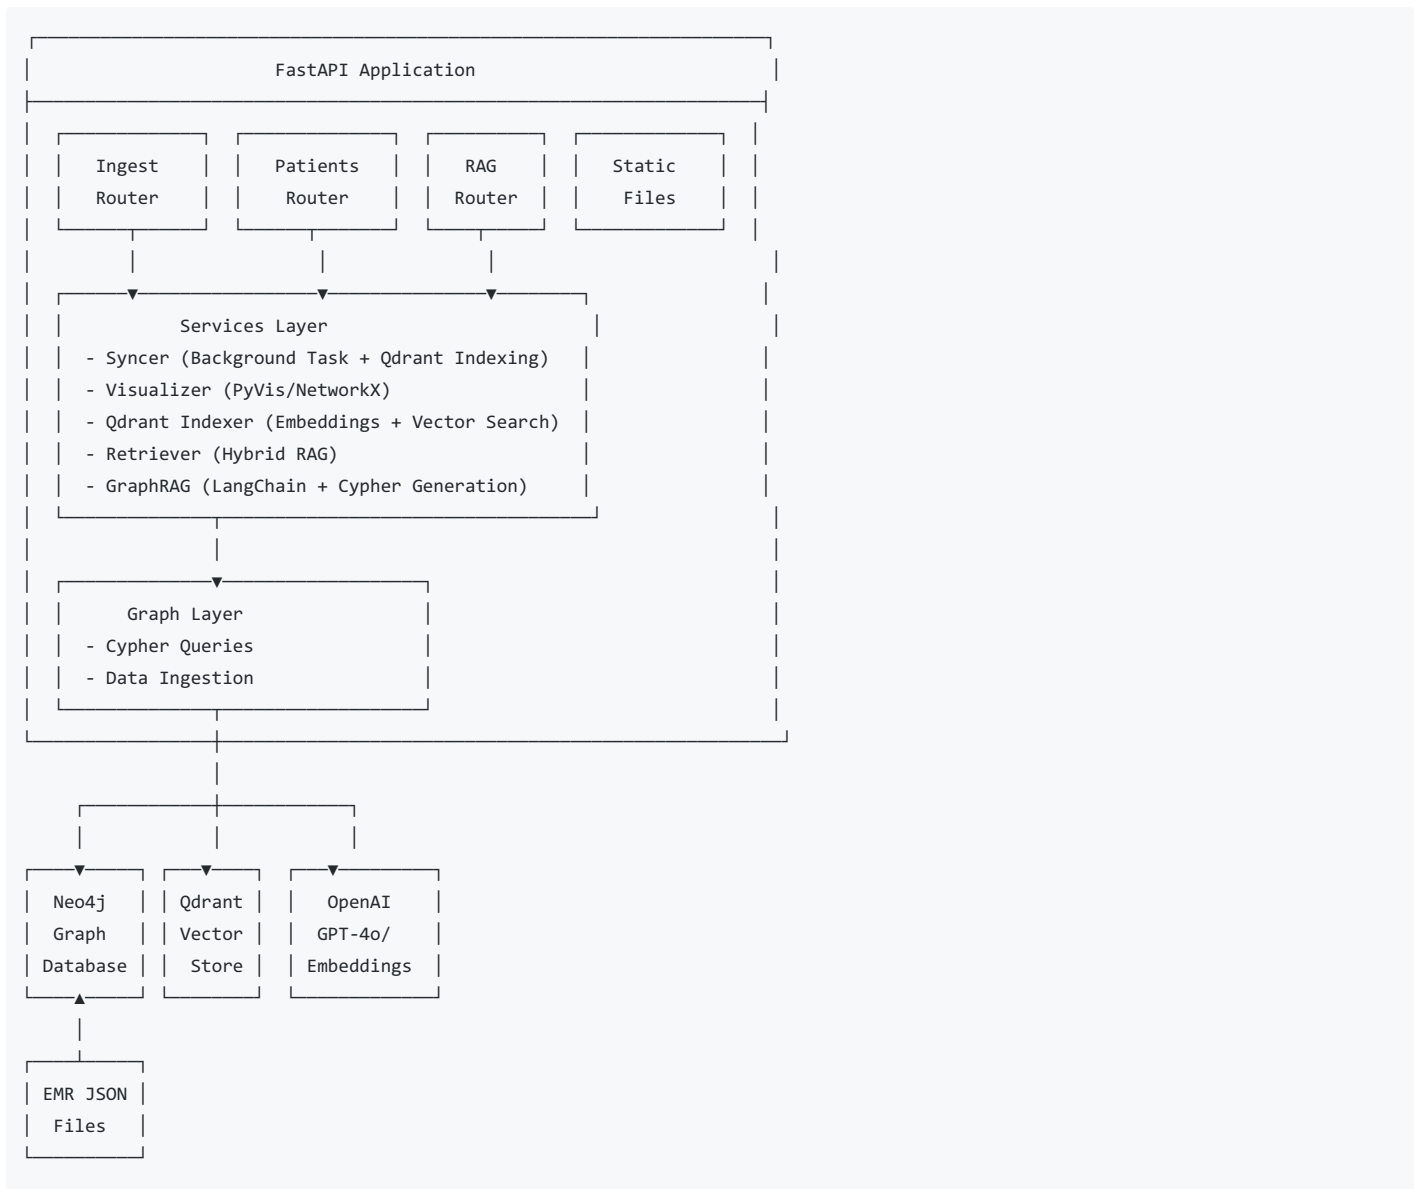 FastAPI Application
Ingest Patients RAG Static
Router Router Router Files
Services Layer
- Syncer (Background Task + Qdrant Indexing)
- Visualizer (PyVis/NetworkX)
- Qdrant Indexer (Embeddings + Vector Search)
- Retriever (Hybrid RAG)
- GraphRAG (LangChain + Cypher Generation)
Graph Layer
- Cypher Queries
- Data Ingestion
Neo4j Qdrant OpenAI
Graph Vector GPT-4o/
Database Store Embeddings
EMR JSON
Files